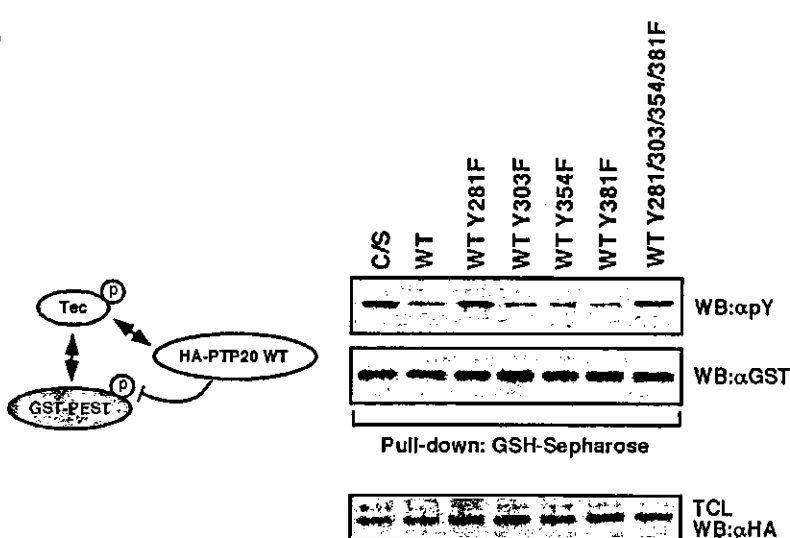 C/S
WT
WT Y281F
WT Y303F
WT Y354F
WT Y381F
WT Y281/303/354/381F
p
Tec
HA-PTP20 WT
p
GST-PEST
WB:αpY
WB:αGST
Pull-down: GSH-Sepharose
TCL
WB:αHA